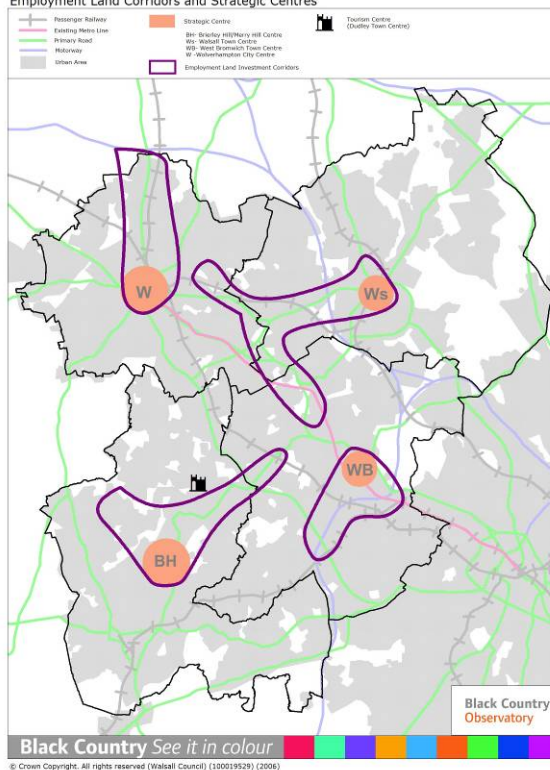 Employment Land Corridors and Strategic Centres
Passenger Railway
Existing Metro Line
Primary Road
Motorway
Urban Area
Strategic Centre
BH- Brierley Hill/Merry Hill Centre
Ws- Walsall Town Centre
WB- West Bromwich Town Centre
W -Wolverhampton City Centre
Employment Land Investment Corridors
Tourism Centre
(Dudley Town Centre)
W
Ws
WB
BH
Black Country
Observatory
Black Country See it in colour
© Crown Copyright. All rights reserved (Walsall Council) (100019529) (2006)